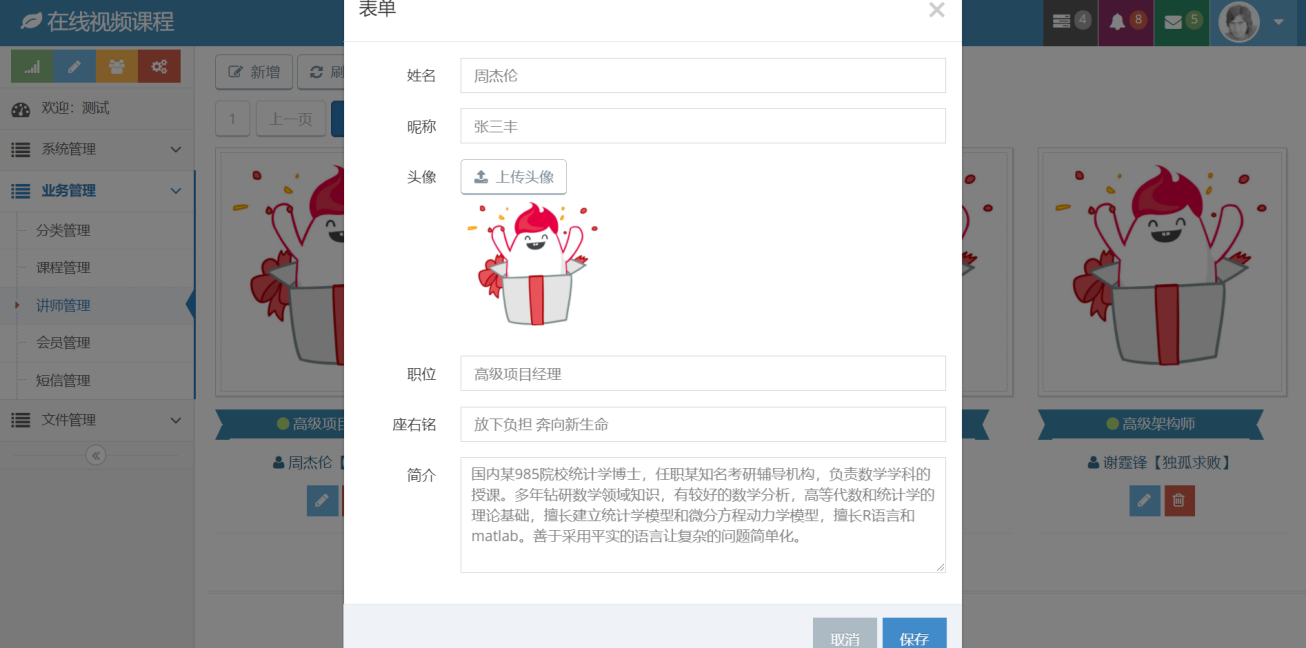 在线视频课程
表单
4
8
5
新增
刷
欢迎：测试
1
上一页
系统管理
业务管理
分类管理
课程管理
讲师管理
会员管理
短信管理
文件管理
姓名
周杰伦
昵称
张三丰
头像
上传头像
职位
高级项目经理
座右铭
放下负担 奔向新生命
简介
国内某985院校统计学博士，任职某知名考研辅导机构，负责数学学科的
授课。多年钻研数学领域知识，有较好的数学分析，高等代数和统计学的
理论基础，擅长建立统计学模型和微分方程动力学模型，擅长R语言和
matlab。善于采用平实的语言让复杂的问题简单化。
取消
保存
高级项目
周杰伦【
高级架构师
谢霆锋【独孤求败】